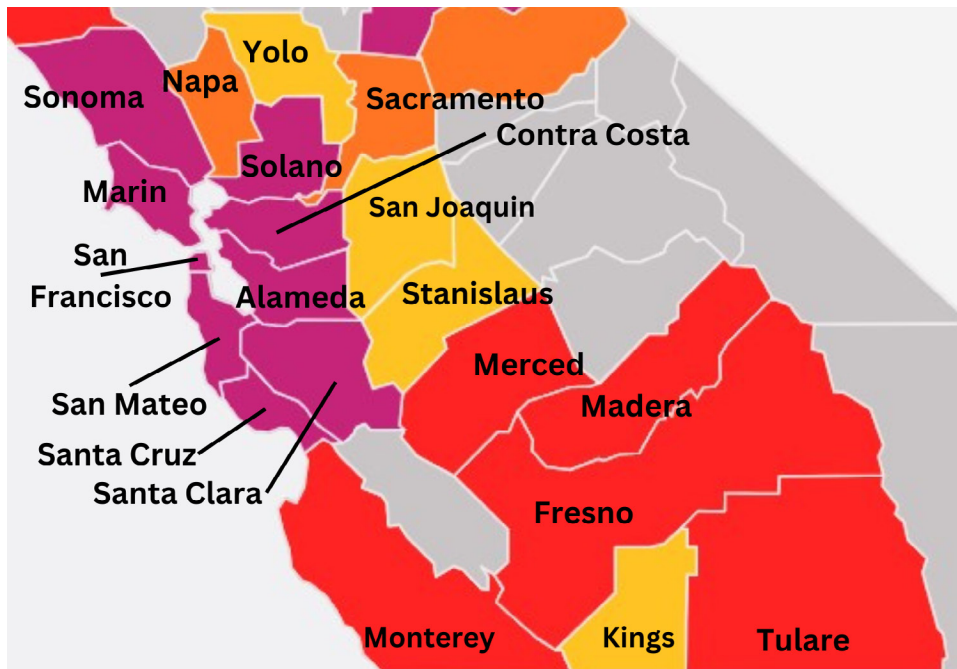 Yolo
Napa
Sonoma
Sacramento
Contra Costa
Solano
Marin
San Joaquin
San
Francisco
Alameda
Stanislaus
Merced
San Mateo
Madera
Santa Cruz
Santa Clara
Fresno
Monterey
Kings
Tulare